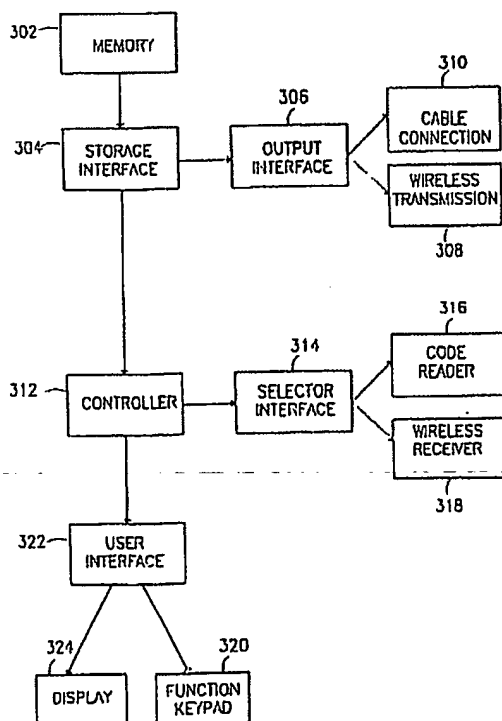 302
MEMORY
304
STORAGE
INTERFACE
306
OUTPUT
INTERFACE
310
CABLE
CONNECTION
WIRELESS
TRANSMISSION
308
312
CONTROLLER
314
SELECTOR
INTERFACE
316
CODE
READER
WIRELESS
RECEIVER
318
322
USER
INTERFACE
324
DISPLAY
320
FUNCTION
KEYPAD